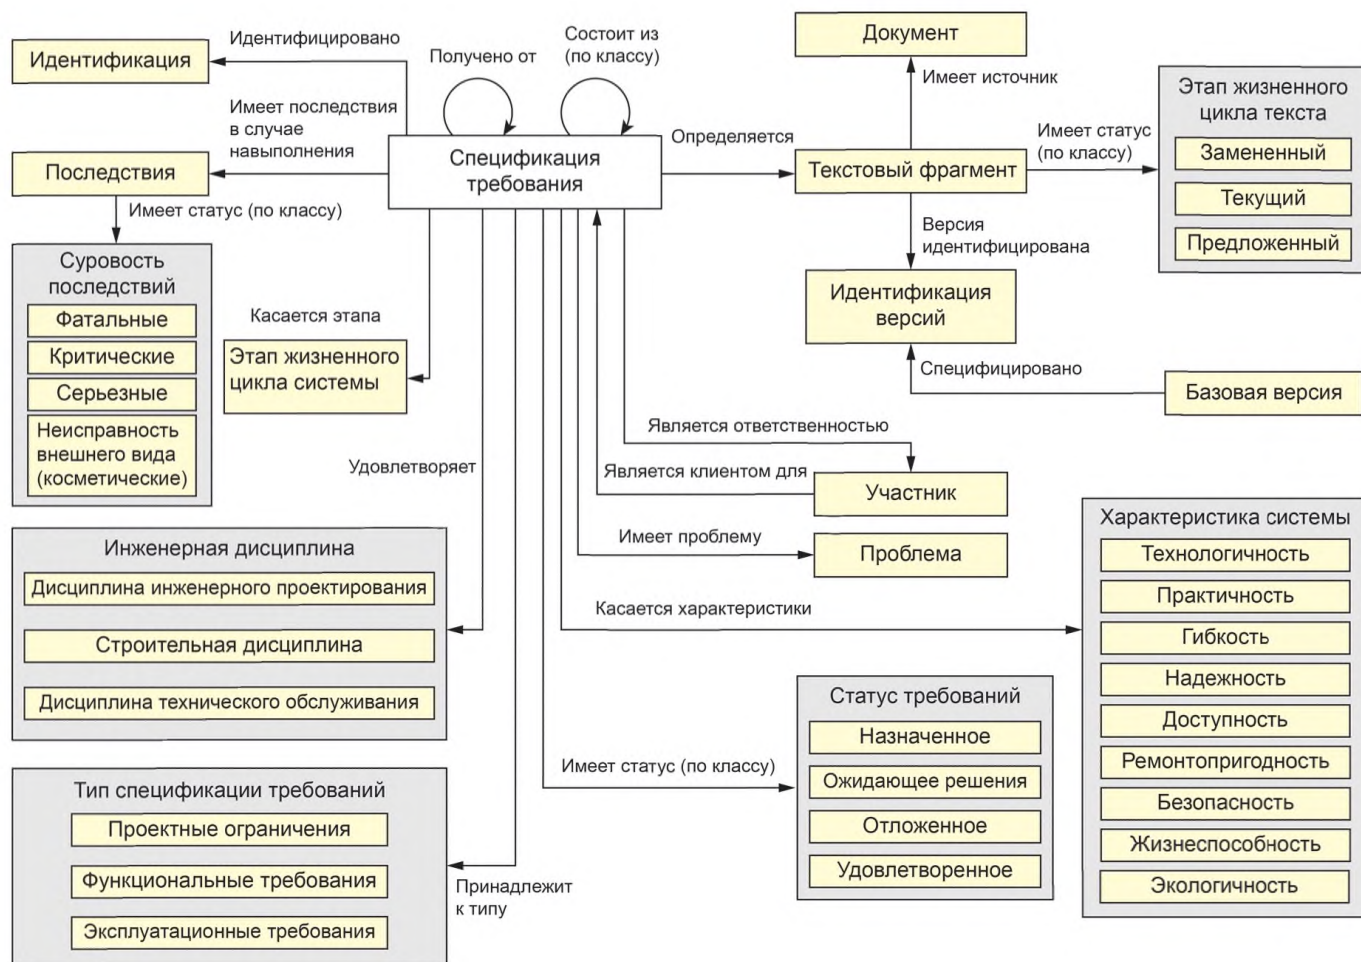 Идентификация
Идентифицировано
Получено от
Состоит из
(по классу)
Документ
Имеет источник
Имеет последствия
в случае
навыполнения
Последствия
Спецификация
требования
Определяется
Текстовый фрагмент
Имеет статус
(по классу)
Этап жизненного
цикла текста
Замененный
Текущий
Предложенный
Имеет статус (по классу)
Версия
идентифицирована
Идентификация
версий
Специфицировано
Базовая версия
Суровость
последствий
Фатальные
Критические
Серьезные
Неисправность
внешнего вида
(косметические)
Касается этапа
Этап жизненного
цикла системы
Удовлетворяет
Является ответственностью
Является клиентом для
Участник
Имеет проблему
Проблема
Касается характеристики
Характеристика системы
Технологичность
Практичность
Гибкость
Надежность
Доступность
Ремонтопригодность
Безопасность
Жизнеспособность
Экологичность
Инженерная дисциплина
Дисциплина инженерного проектирования
Строительная дисциплина
Дисциплина технического обслуживания
Имеет статус (по классу)
Статус требований
Назначенное
Ожидающее решения
Отложенное
Удовлетворенное
Тип спецификации требований
Проектные ограничения
Функциональные требования
Эксплуатационные требования
Принадлежит
к типу